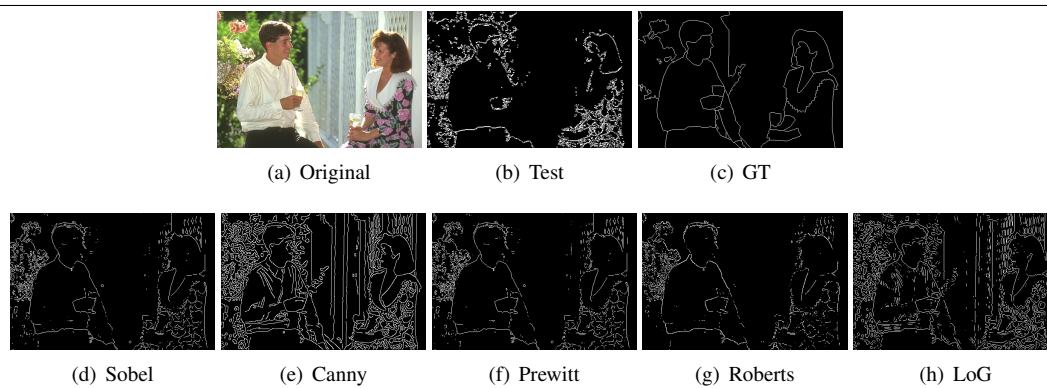 (a) Original
(b) Test
(c) GT
(d) Sobel
(e) Canny
(f) Prewitt
(g) Roberts
(h) LoG